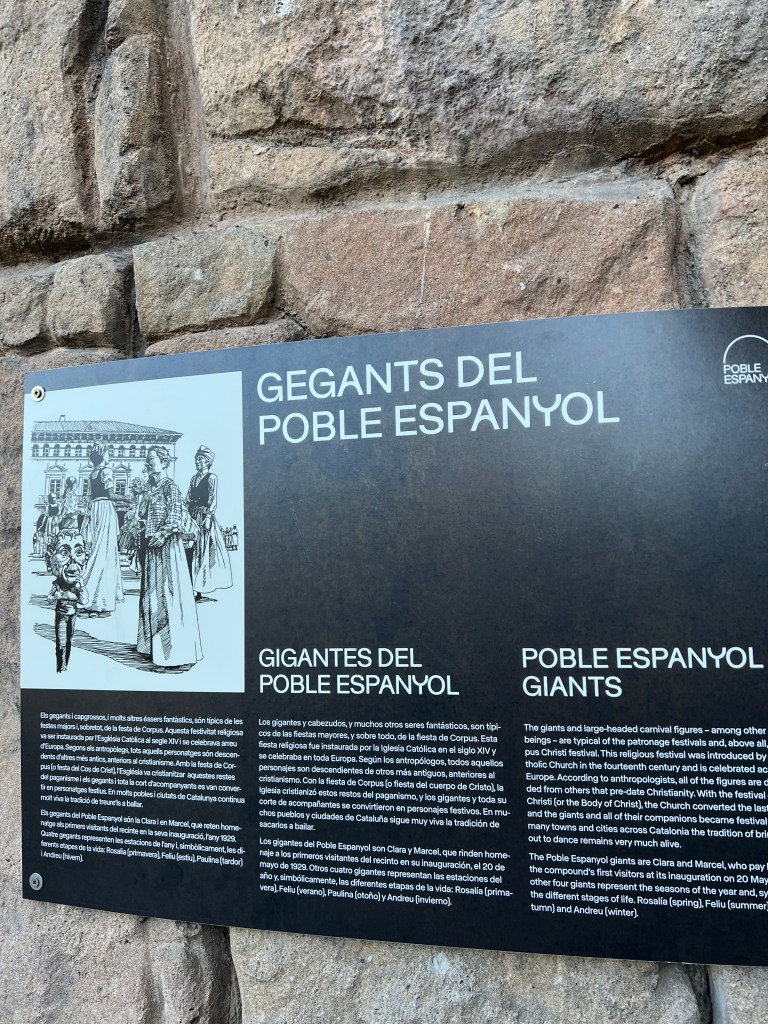 GEGANTS DEL
POBLE ESPANYOL
POBLE
ESPANY
Els gegants i capgrossos, i molts altres éssers fantàstics, són típics de les
festes majors i, sobretot, de la festa de Corpus. Aquesta festivitat religiosa
va ser instaurada per l'Església Catòlica al segle XIV i se celebrava arreu
d'Europa. Segons els antropòlegs, tots aquells personatges són descen-
dents d'altres més antics, anteriors al cristianisme. Amb la festa de Cor-
pus (o festa del Cos de Crist), l'Església va cristianitzar aquestes restes
del paganisme i els gegants i tota la cort d'acompanyants es van conver-
tir en personatges festius. En molts pobles i ciutats de Catalunya continua
molt viva la tradició de treure'ls a ballar.
Els gegants del Poble Espanyol són la Clara i en Marcel, que reten home-
natge als primers visitants del recinte en la seva inauguració, l'any 1929.
Quatre gegants representen les estacions de l'any i, simbòlicament, les di-
ferents etapes de la vida: Rosalia (primavera), Feliu (estiu), Paulina (tardor)
i Andreu (hivern).
GIGANTES DEL
POBLE ESPANYOL
Los gigantes y cabezudos, y muchos otros seres fantásticos, son típi-
cos de las fiestas mayores, y sobre todo, de la fiesta de Corpus. Esta
fiesta religiosa fue instaurada por la Iglesia Católica en el siglo XIV y
se celebraba en toda Europa. Según los antropólogos, todos aquellos
personajes son descendientes de otros más antiguos, anteriores al
cristianismo. Con la fiesta de Corpus (o fiesta del cuerpo de Cristo), la
Iglesia cristianizó estos restos del paganismo, y los gigantes y toda su
corte de acompañantes se convirtieron en personajes festivos. En mu-
chos pueblos y ciudades de Cataluña sigue muy viva la tradición de
sacarlos a bailar.
Los gigantes del Poble Espanyol son Clara y Marcel, que rinden home-
naje a los primeros visitantes del recinto en su inauguración, el 20 de
mayo de 1929. Otros cuatro gigantes representan las estaciones del
año y, simbólicamente, las diferentes etapas de la vida: Rosalía (prima-
vera), Feliu (verano), Paulina (otoño) y Andreu (invierno).
POBLE ESPANYOL
GIANTS
The giants and large-headed carnival figures – among other
beings – are typical of the patronage festivals and, above all,
pus Christi festival. This religious festival was introduced by
tholic Church in the fourteenth century and is celebrated ac
Europe. According to anthropologists, all of the figures are d
ded from others that pre-date Christianity. With the festival
Christi (or the Body of Christ), the Church converted the last
and the giants and all of their companions became festival
many towns and cities across Catalonia the tradition of brin
out to dance remains very much alive.
The Poble Espanyol giants are Clara and Marcel, who pay
the compound's first visitors at its inauguration on 20 May
other four giants represent the seasons of the year and, sy
the different stages of life. Rosalía (spring), Feliu (summer)
tumn) and Andreu (winter).